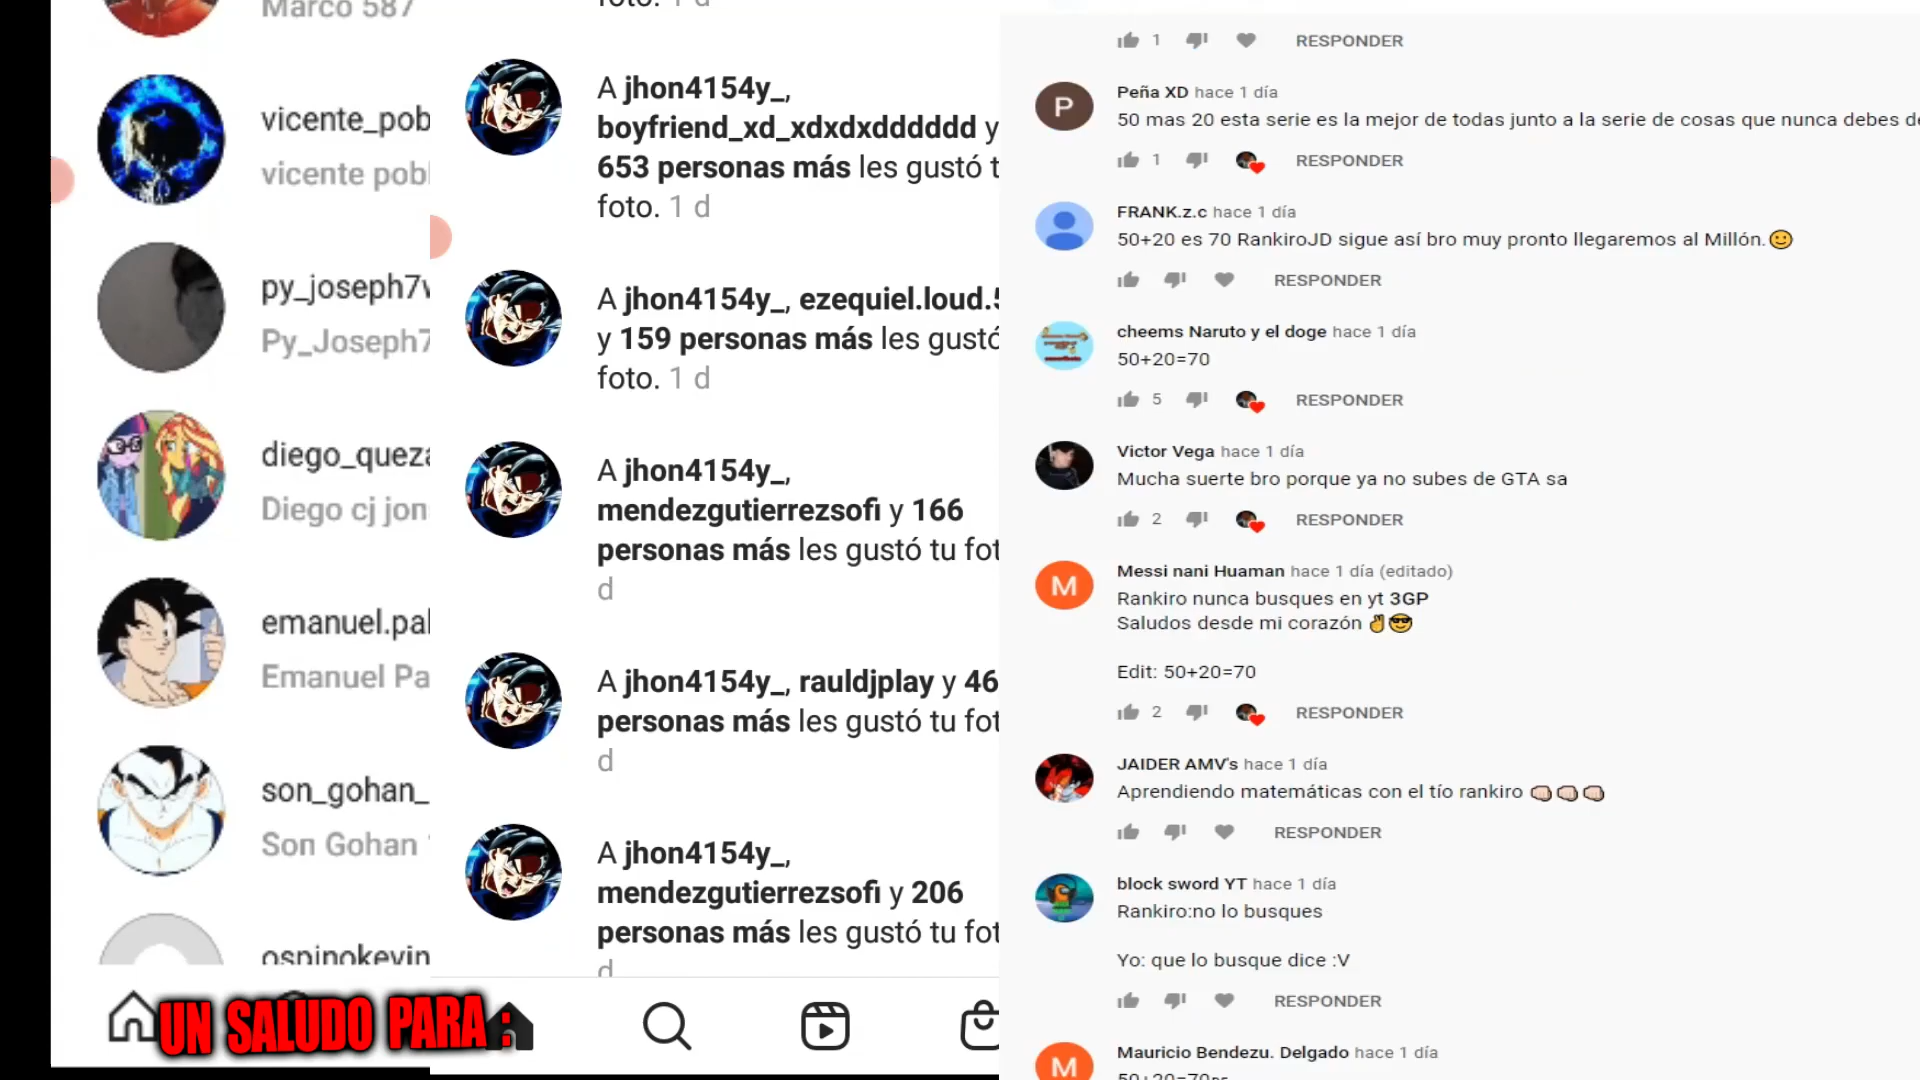 Marco 587
vicente_pob
vicente pobl
py_joseph7v
Py_Joseph7
diego_queza
Diego cj jon
emanuel.pal
Emanuel Pa
son_gohan_
Son Gohan
ospinokevin
UN SALUDO PARA :
foto. 1 d
A jhon4154y_,
boyfriend_xd_xdxdxdddddd y
653 personas más les gustó t
foto. 1 d
A jhon4154y_, ezequiel.loud.5
y 159 personas más les gustó
foto. 1 d
A jhon4154y_,
mendezgutierrezsofi y 166
personas más les gustó tu fot
d
A jhon4154y_, rauldjplay y 46
personas más les gustó tu fot
d
A jhon4154y_,
mendezgutierrezsofi y 206
personas más les gustó tu fot
d
1 RESPONDER
P
Peña XD hace 1 día
50 mas 20 esta serie es la mejor de todas junto a la serie de cosas que nunca debes de
1 RESPONDER
FRANK.z.c hace 1 día
50+20 es 70 RankiroJD sigue así bro muy pronto llegaremos al Millón.🙂
RESPONDER
cheems Naruto y el doge hace 1 día
50+20=70
5 RESPONDER
Victor Vega hace 1 día
Mucha suerte bro porque ya no subes de GTA sa
2 RESPONDER
M
Messi nani Huaman hace 1 día (editado)
Rankiro nunca busques en yt 3GP
Saludos desde mi corazón ✌😎
Edit: 50+20=70
2 RESPONDER
JAIDER AMV's hace 1 día
Aprendiendo matemáticas con el tío rankiro 👊👊👊
RESPONDER
block sword YT hace 1 día
Rankiro:no lo busques
Yo: que lo busque dice :V
RESPONDER
M
Mauricio Bendezu. Delgado hace 1 día
50+20=70pr